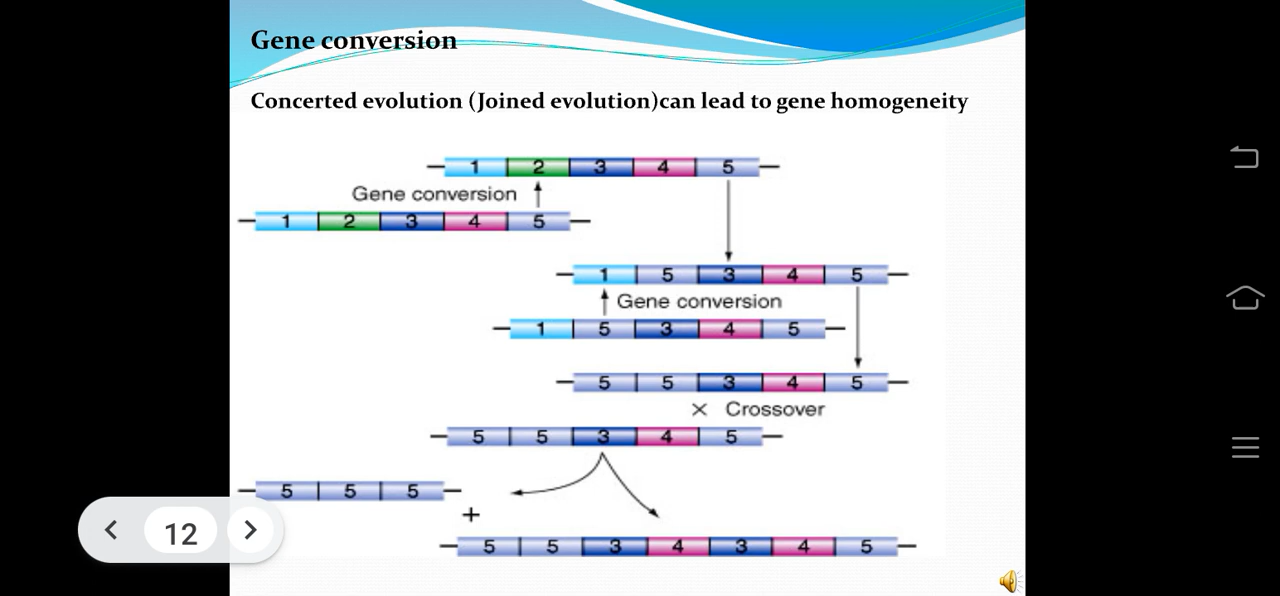 Gene conversion
Concerted evolution (Joined evolution)can lead to gene homogeneity
1 2 3 4 5
Gene conversion
1 2 3 4 5
1 5 3 4 5
Gene conversion
1 5 3 4 5
5 5 3 4 5
× Crossover
5 5 3 4 5
5 5 5
+
5 5 3 4 3 4 5
12